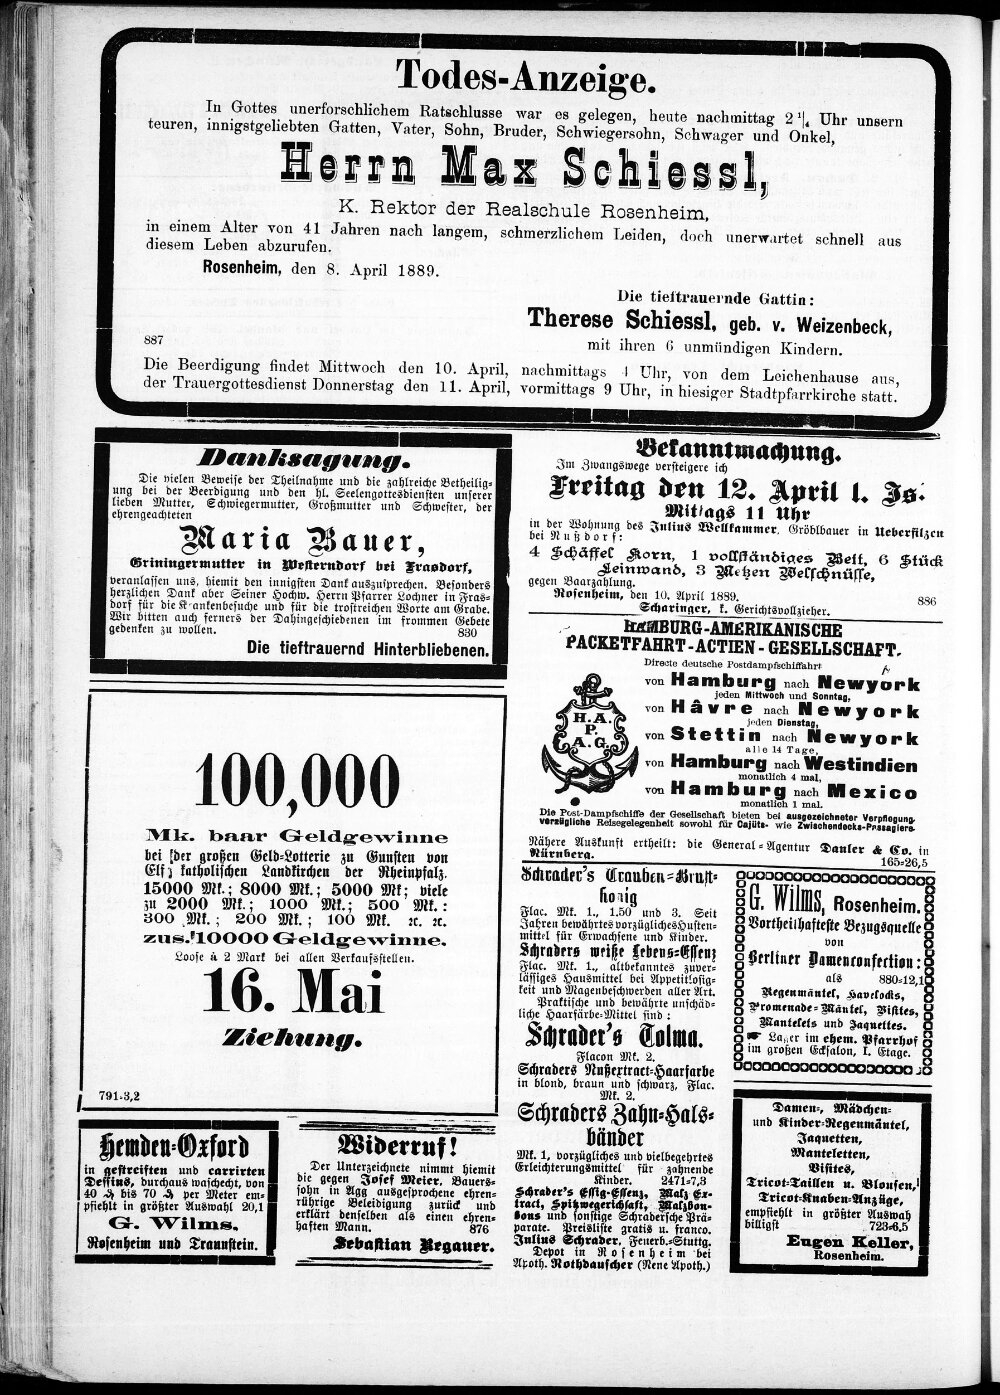 Todes-Anzeige.
In Gottes unerforschlichem Ratschlusse war es gelegen, heute nachmittag 2 1/4 Uhr unsern
teuren, innigstgeliebten Gatten, Vater, Sohn, Bruder, Schwiegersohn, Schwager und Onkel,
Herrn Max Schiessl,
K. Rektor der Realschule Rosenheim,
in einem Alter von 41 Jahren nach langem, schmerzlichem Leiden, doch unerwartet schnell aus
diesem Leben abzurufen.
Rosenheim, den 8. April 1889.
Die tieftrauernde Gattin:
Therese Schiessl, geb. v. Weizenbeck,
mit ihren 6 unmündigen Kindern.
887
Die Beerdigung findet Mittwoch den 10. April, nachmittags 4 Uhr, von dem Leichenhause aus,
der Trauergottesdienst Donnerstag den 11. April, vormittags 9 Uhr, in hiesiger Stadtpfarrkirche statt.
Danksagung.
Die vielen Beweise der Theilnahme und die zahlreiche Betheilig-
ung bei der Beerdigung und den hl. Seelengottesdiensten unserer
lieben Mutter, Schwiegermutter, Großmutter und Schwester, der
ehrengeachteten
Maria Bauer,
Griningermutter in Westerndorf bei Frasdorf,
veranlassen uns, hiemit den innigsten Dank auszusprechen. Besonders
herzlichen Dank aber Seiner Hochw. Herrn Pfarrer Lochner in Fras-
dorf für die Krankenbesuche und für die trostreichen Worte am Grabe.
Wir bitten auch ferners der Dahingeschiedenen im frommen Gebete
gedenken zu wollen. 830
Die tieftrauernd Hinterbliebenen.
100,000
Mk. baar Geldgewinne
bei der großen Geld-Lotterie zu Gunsten von
Elf katholischen Landkirchen der Rheinpfalz.
15000 Mk.; 8000 Mk.; 5000 Mk; viele
zu 2000 Mk.; 1000 Mk.; 500 Mk.:
300 Mk.; 200 Mk.; 100 Mk. ꝛc. ꝛc.
zus. 10000 Geldgewinne.
Loose à 2 Mark bei allen Verkaufsstellen.
16. Mai
Ziehung.
791-3,2
Hemden-Oxford
in gestreiften und carrirten
Dessins, durchaus waschecht, von
40 ₰ bis 70 ₰ per Meter em-
pfiehlt in größter Auswahl 20,1
G. Wilms,
Rosenheim und Traunstein.
Widerruf!
Der Unterzeichnete nimmt hiemit
die gegen Josef Meier, Bauers-
sohn in Agg ausgesprochene ehren-
rührige Beleidigung zurück und
erklärt denselben als einen ehren-
haften Mann. 876
Sebastian Regauer.
Bekanntmachung.
Im Zwangswege versteigere ich
Freitag den 12. April l. Js.
Mittags 11 Uhr
in der Wohnung des Julius Wellkammer, Gröblbauer in Ueberfilzen
bei Nußdorf:
4 Schäffel Korn, 1 vollständiges Bett, 6 Stück
Leinwand, 3 Metzen Welschnüsse,
gegen Baarzahlung.
Rosenheim, den 10. April 1889. 886
Scharinger, k. Gerichtsvollzieher.
HAMBURG-AMERIKANISCHE
PACKETFAHRT-ACTIEN-GESELLSCHAFT.
Directe deutsche Postdampfschiffahrt
von Hamburg nach Newyork
jeden Mittwoch und Sonntag,
von Hâvre nach Newyork
jeden Dienstag,
von Stettin nach Newyork
alle 14 Tage,
von Hamburg nach Westindien
monatlich 4 mal,
von Hamburg nach Mexico
monatlich 1 mal.
H.A.
P.
A.G.
Die Post-Dampfschiffe der Gesellschaft bieten bei ausgezeichneter Verpflegung,
vorzügliche Reisegelegenheit sowohl für Cajüts- wie Zwischendecks-Passagiere.
Nähere Auskunft ertheilt: die General-Agentur Danler & Co. in
Nürnberg. 165-26,5
Schrader's Trauben-Brust-
honig
Flac. Mk. 1., 1.50 und 3. Seit
Jahren bewährtes vorzügliches Husten-
mittel für Erwachsene und Kinder.
Schraders weiße Lebens-Essenz
Flac. Mk. 1., altbekanntes zuver-
lässiges Hausmittel bei Appetitlosig-
keit und Magenbeschwerden aller Art.
Praktische und bewährte unschäd-
liche Haarfärbe-Mittel sind:
Schrader's Tolma.
Flacon Mk. 2.
Schraders Nußextract-Haarfarbe
in blond, braun und schwarz, Flac.
Mk. 2.
Schraders Zahn-Hals-
bänder
Mk. 1, vorzügliches und vielbegehrtes
Erleichterungsmittel für zahnende
Kinder. 2471-7,3
Schrader's Essig-Essenz, Malz Ex-
tract, Spitzwegerichsaft, Malzbon-
bons und sonstige Schradersche Prä-
parate. Preisliste gratis u. franco.
Julius Schrader, Feuerb.-Stuttg.
Depot in Rosenheim bei
Apoth. Rothdauscher (Neue Apoth.)
G. Wilms, Rosenheim.
Vortheilhafteste Bezugsquelle
von
Berliner Damenconfection:
als 880=12,1
Regenmäntel, Havelocks,
Promenade-Mäntel, Visites,
Mantelets und Jaquettes.
☛ Lager im ehem. Pfarrhof
im großen Ecksalon, I. Etage.
Damen-, Mädchen-
und Kinder-Regenmäntel,
Jaquetten,
Manteletten,
Visites,
Tricot-Taillen u. Blousen,
Tricot-Knaben-Anzüge,
empfiehlt in größter Auswah
billigst 723-6,5
Eugen Keller,
Rosenheim.